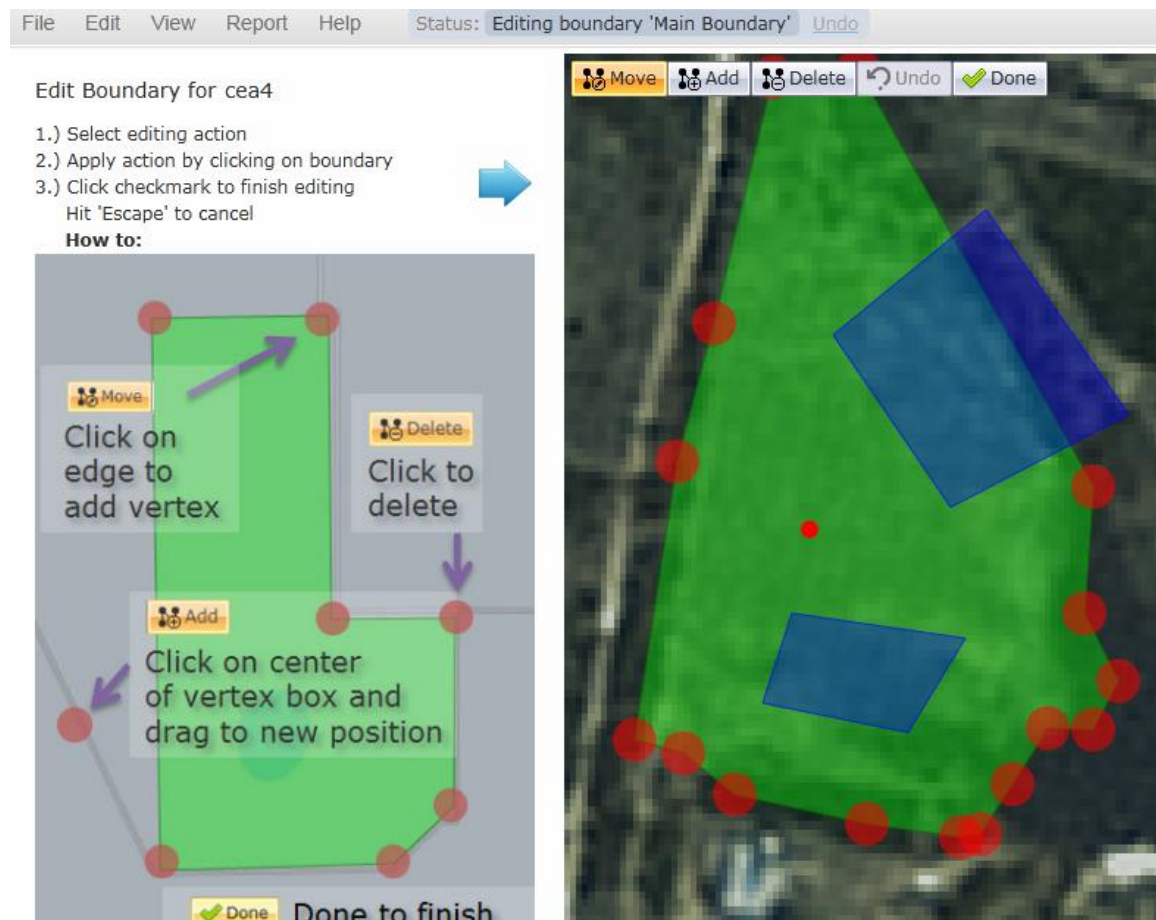 File Edit View Report Help Status: Editing boundary 'Main Boundary' Undo
Edit Boundary for cea4
1.) Select editing action
2.) Apply action by clicking on boundary
3.) Click checkmark to finish editing
Hit 'Escape' to cancel
How to:
Move
Click on
edge to
add vertex
Delete
Click to
delete
Add
Click on center
of vertex box and
drag to new position
Done Done to finish
Move Add Delete Undo Done